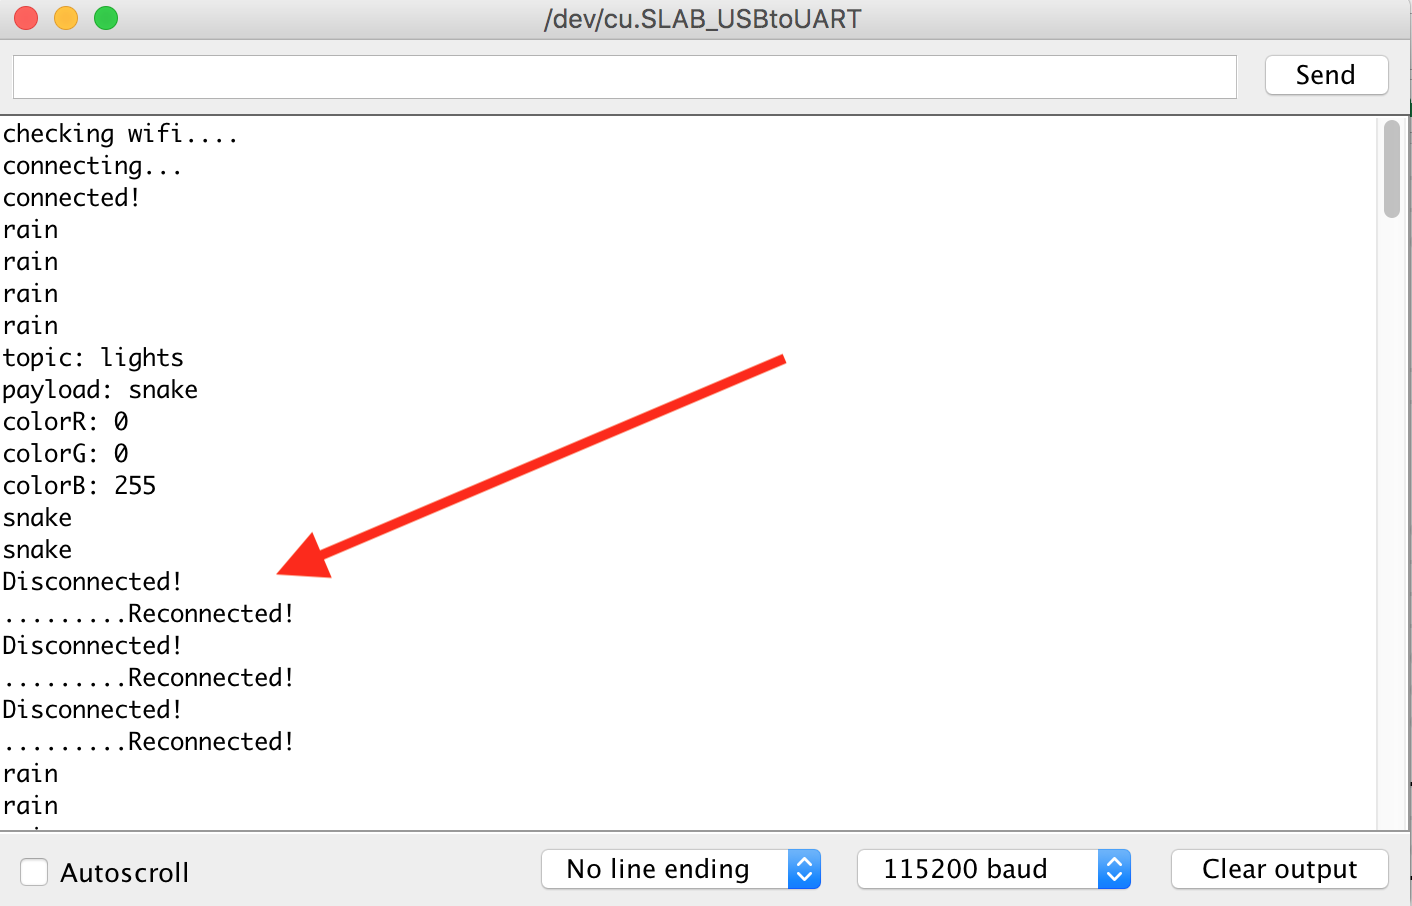 /dev/cu.SLAB_USBtoUART
Send
checking wifi....
connecting...
connected!
rain
rain
rain
rain
topic: lights
payload: snake
colorR: 0
colorG: 0
colorB: 255
snake
snake
Disconnected!
.........Reconnected!
Disconnected!
.........Reconnected!
Disconnected!
.........Reconnected!
rain
rain
Autoscroll
No line ending
115200 baud
Clear output